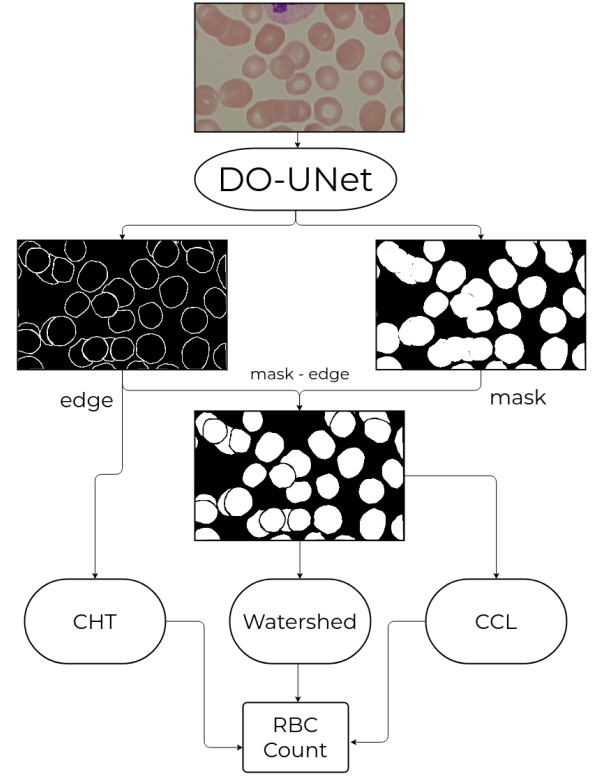 DO-UNet
mask - edge
edge
mask
CHT
Watershed
CCL
RBC
Count